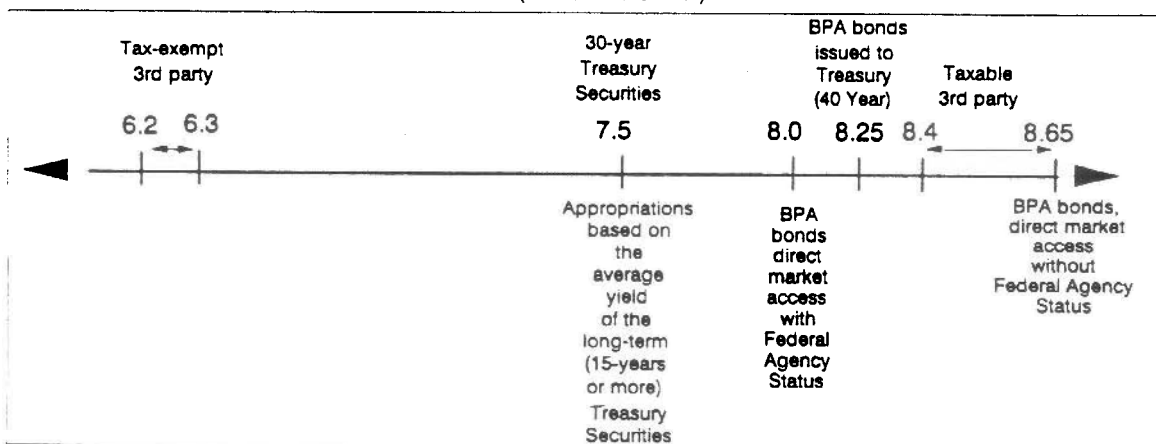 Tax-exempt
3rd party
30-year
Treasury
Securities
BPA bonds
issued to
Treasury
(40 Year)
Taxable
3rd party
6.2 6.3 7.5 8.0 8.25 8.4 8.65
Appropriations
based on
the
average
yield
of the
long-term
(15-years
or more)
Treasury
Securities
BPA
bonds
direct
market
access
with
Federal
Agency
Status
BPA bonds,
direct market
access
without
Federal Agency
Status